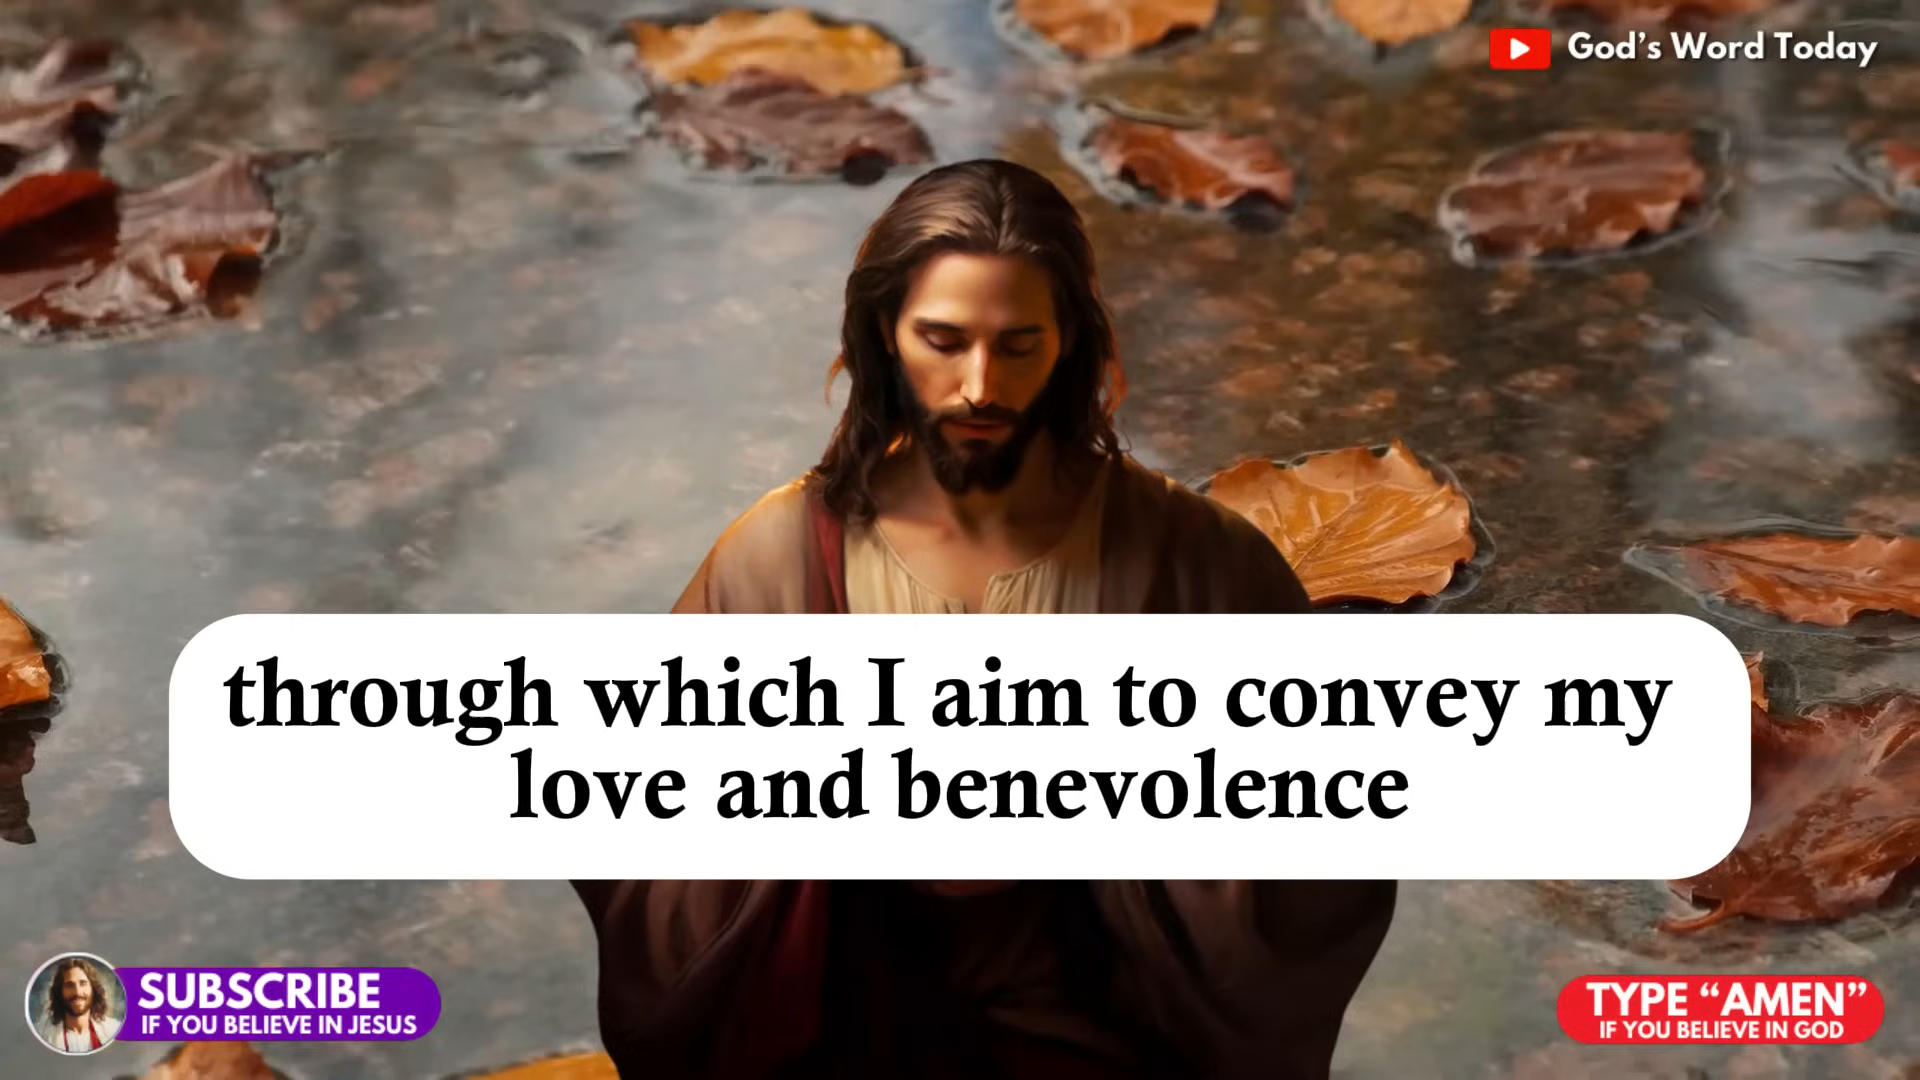 God’s Word Today
through which I aim to convey my
love and benevolence
SUBSCRIBE
IF YOU BELIEVE IN JESUS
TYPE “AMEN”
IF YOU BELIEVE IN GOD